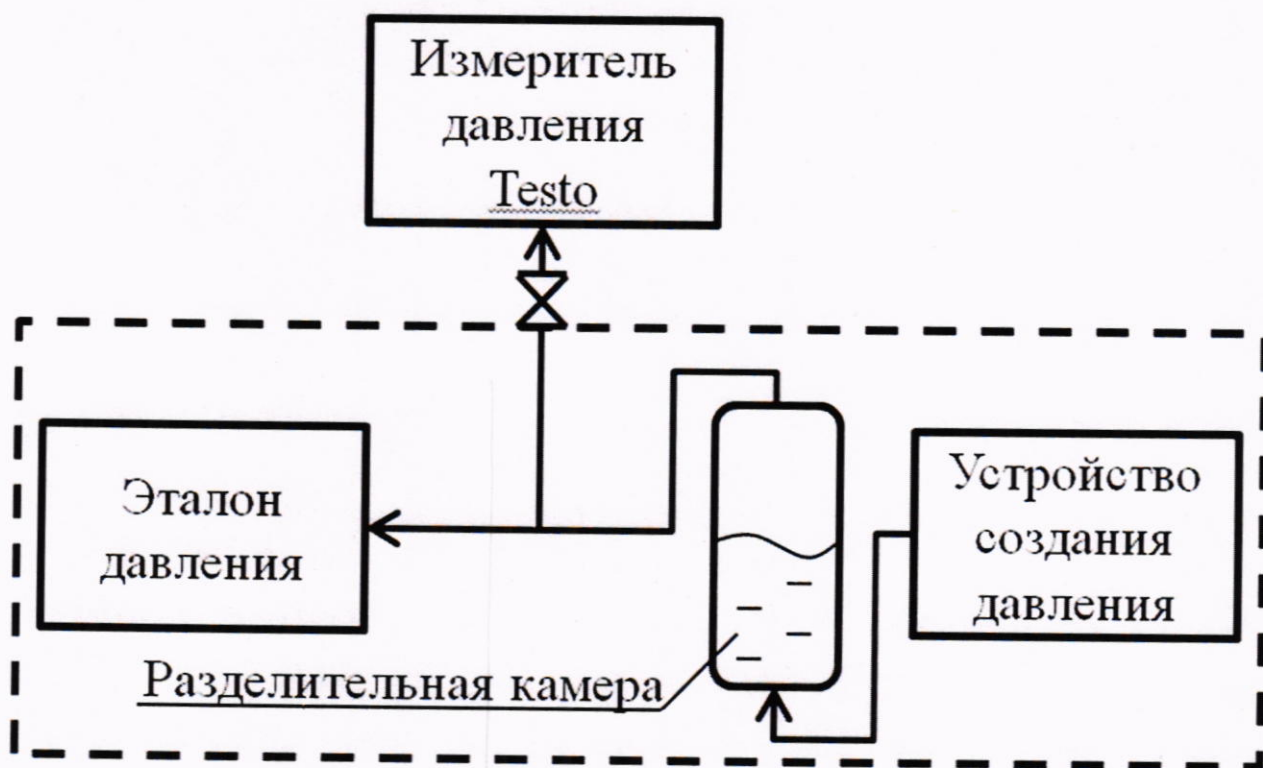 Измеритель
давления
Testo
Эталон
давления
Устройство
создания
давления
Разделительная камера